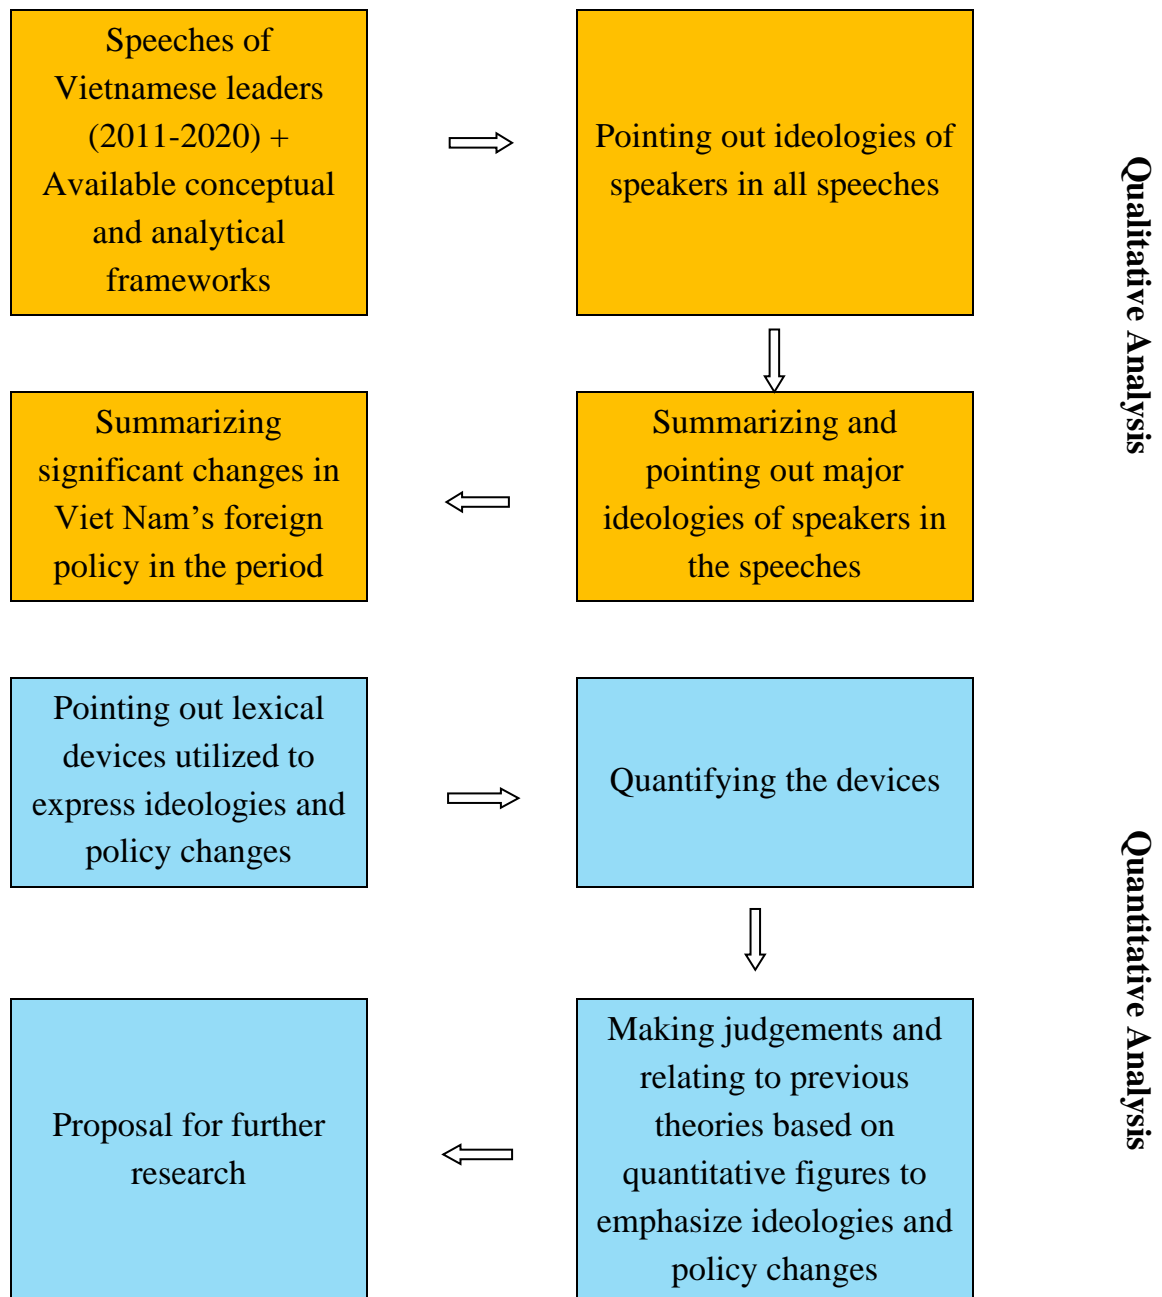 Speeches of
Vietnamese leaders
(2011-2020) +
Available conceptual
and analytical
frameworks
Pointing out ideologies of
speakers in all speeches
Qualitative Analysis
Summarizing
significant changes in
Viet Nam’s foreign
policy in the period
Summarizing and
pointing out major
ideologies of speakers in
the speeches
Pointing out lexical
devices utilized to
express ideologies and
policy changes
Quantifying the devices
Quantitative Analysis
Making judgements and
relating to previous
theories based on
quantitative figures to
emphasize ideologies and
policy changes
Proposal for further
research